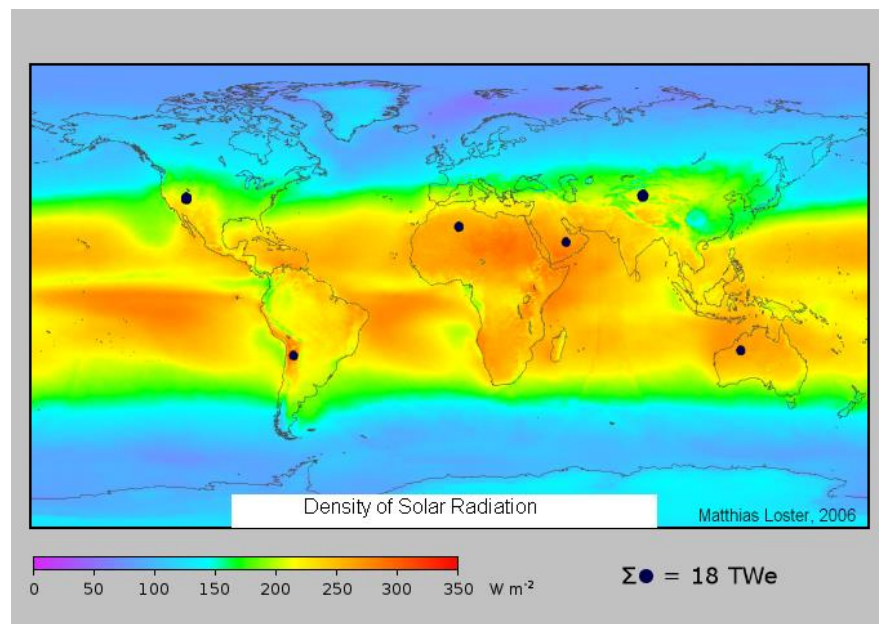 Density of Solar Radiation
Matthias Loster, 2006
0 50 100 150 200 250 300 350 W m-2
Σ● = 18 TWe